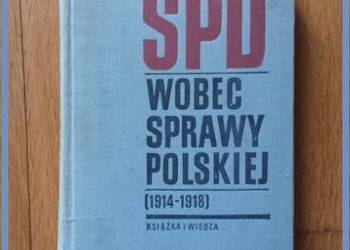 SPD
WOBEC
SPRAWY
POLSKIEJ
(1914-1918)
KSIĄŻKA I WIEDZA